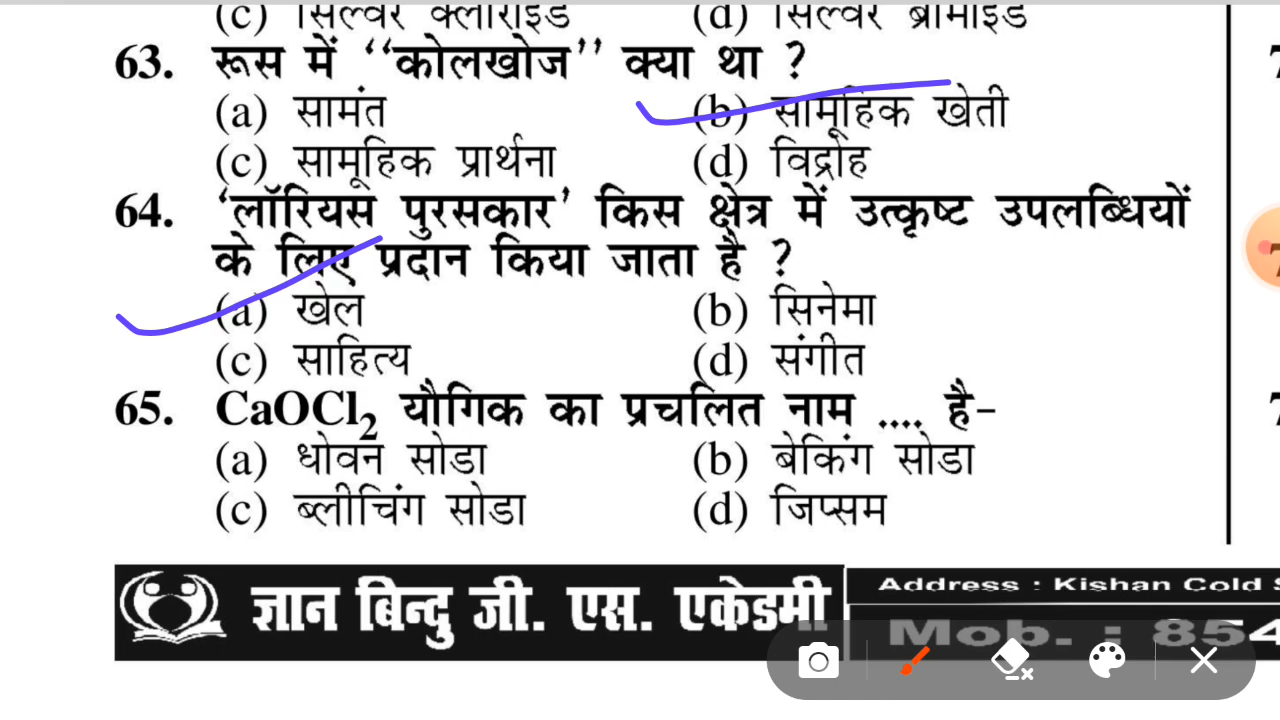 (c) सिल्वर क्लोराइड (d) सिल्वर ब्रोमाइड
63. रूस में ‘‘कोलखोज’’ क्या था ?
(a) सामंत (b) सामूहिक खेती
(c) सामूहिक प्रार्थना (d) विद्रोह
64. ‘लॉरियस पुरसकार’ किस क्षेत्र में उत्कृष्ट उपलब्धियों
के लिए प्रदान किया जाता है ?
(a) खेल (b) सिनेमा
(c) साहित्य (d) संगीत
65. CaOCl₂ यौगिक का प्रचलित नाम .... है-
(a) धोवन सोडा (b) बेकिंग सोडा
(c) ब्लीचिंग सोडा (d) जिप्सम
ज्ञान बिन्दु जी. एस. एकेडमी
Address : Kishan Cold
Mob. : 854